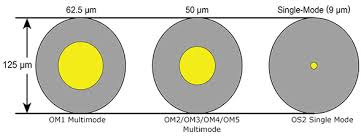 62.5 µm
50 µm
Single-Mode (9 µm)
125 µm
OM1 Multimode
OM2/OM3/OM4/OM5
Multimode
OS2 Single Mode